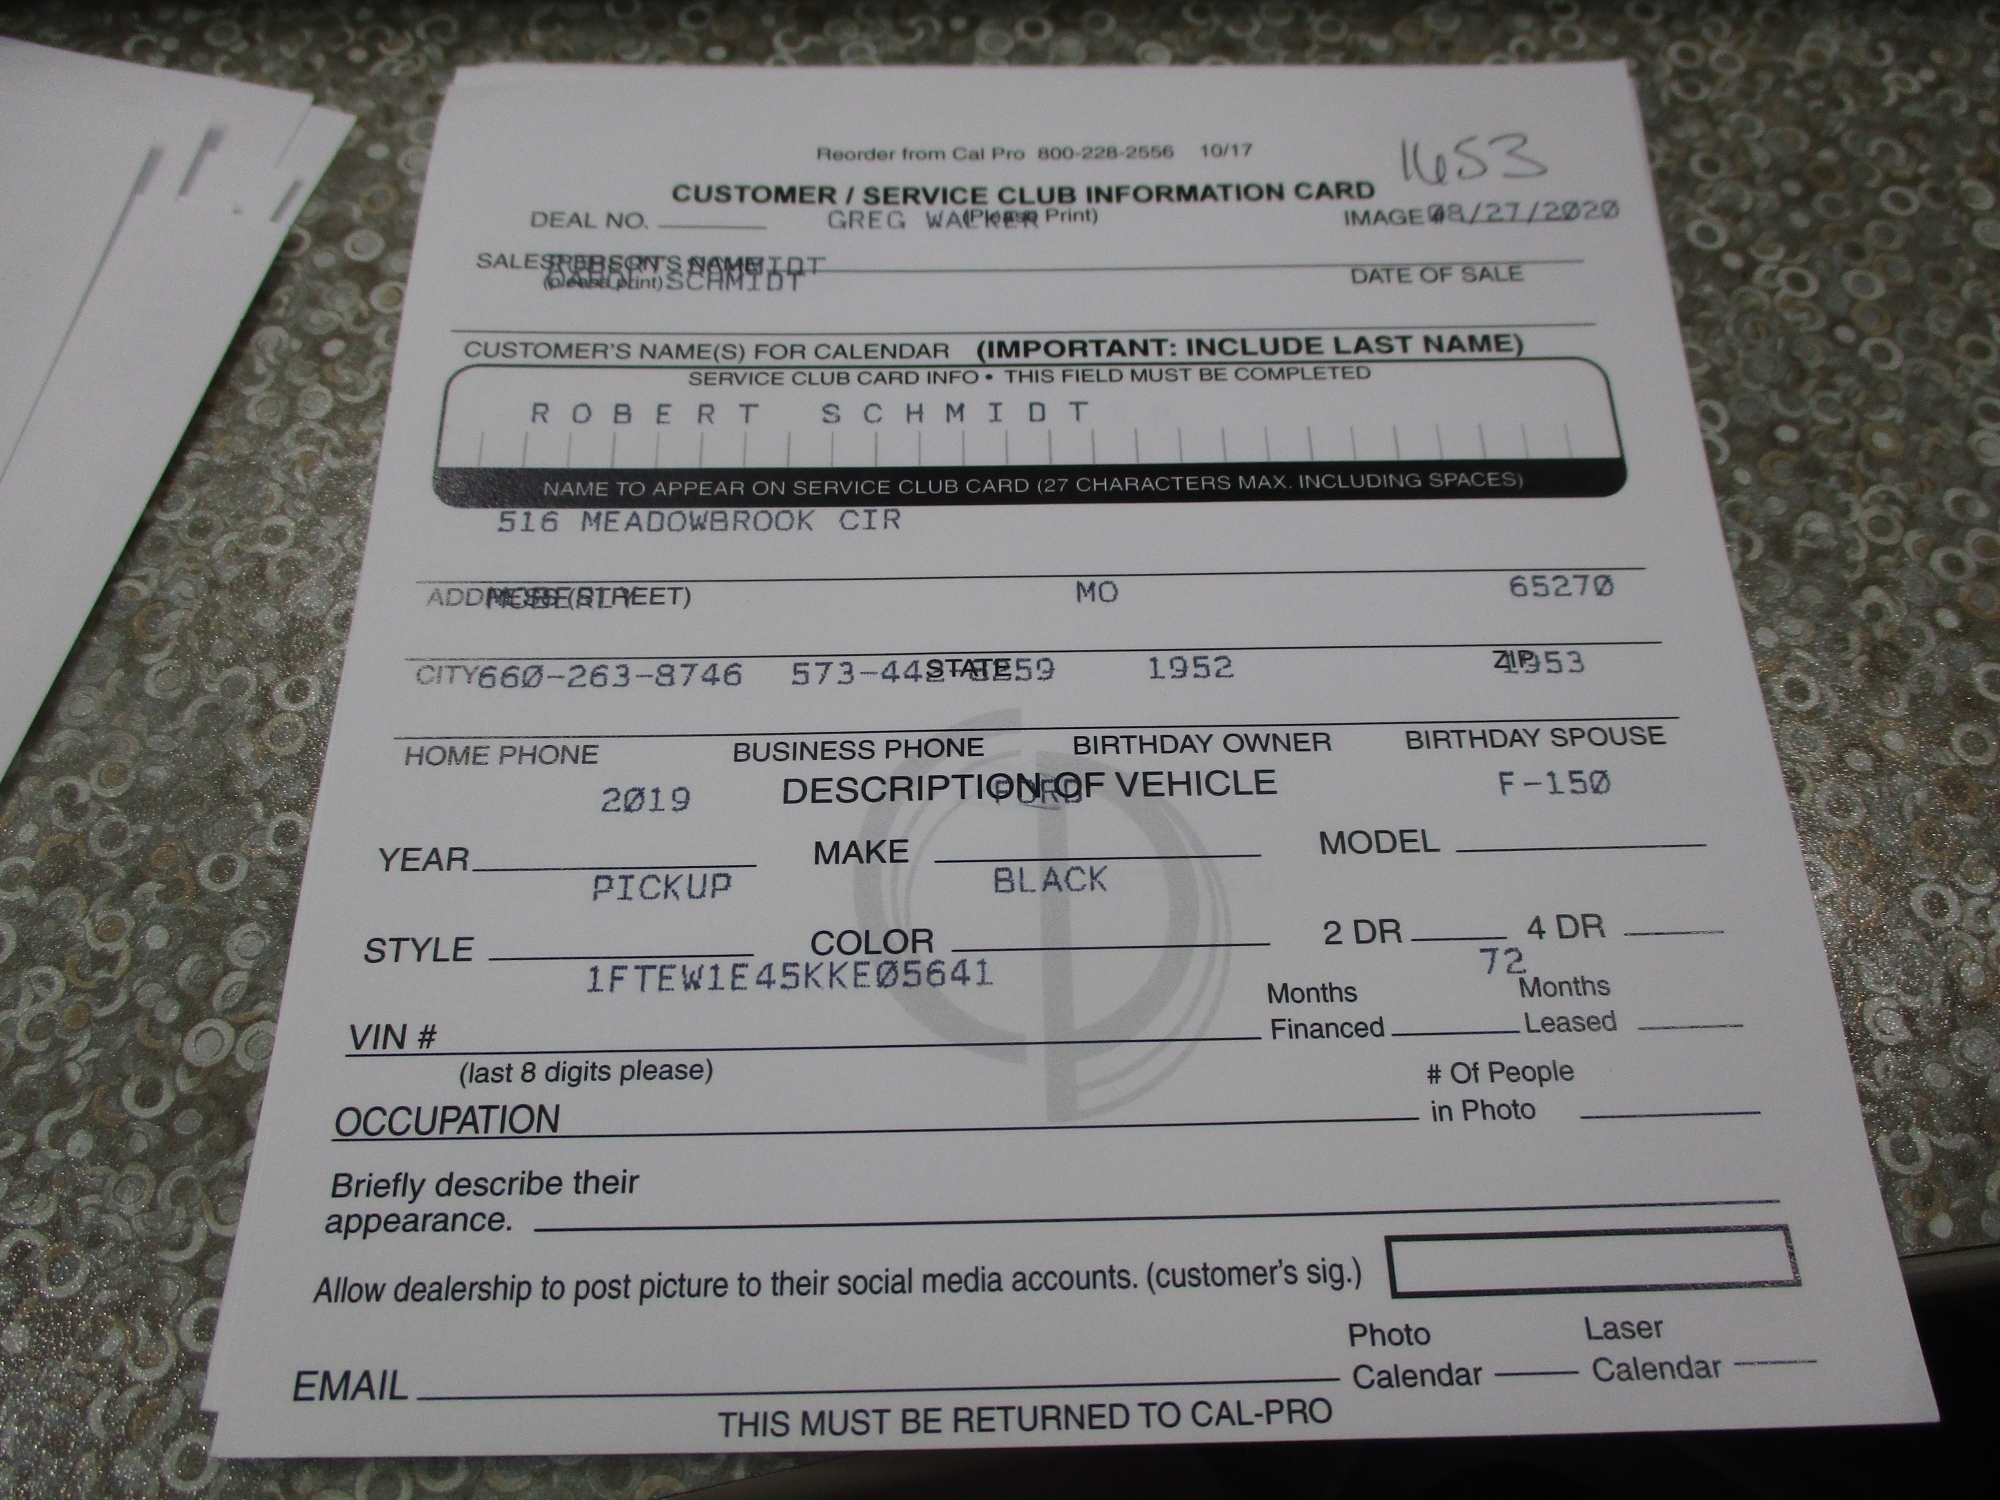 Reorder from Cal Pro 800-228-2556 10/17
1653
CUSTOMER / SERVICE CLUB INFORMATION CARD
DEAL NO. GREG WALKER (Please Print) IMAGE # 08/27/2020
SALESPERSON'S NAME ROBERT SCHMIDT
(please print) SCHMIDT DATE OF SALE
CUSTOMER'S NAME(S) FOR CALENDAR (IMPORTANT: INCLUDE LAST NAME)
SERVICE CLUB CARD INFO • THIS FIELD MUST BE COMPLETED
ROBERT SCHMIDT
NAME TO APPEAR ON SERVICE CLUB CARD (27 CHARACTERS MAX. INCLUDING SPACES)
516 MEADOWBROOK CIR
ADDRESS (STREET) MOBERLY MO 65270
CITY 660-263-8746 STATE 1952 ZIP 1953
HOME PHONE BUSINESS PHONE BIRTHDAY OWNER BIRTHDAY SPOUSE
2019 DESCRIPTION OF VEHICLE FORD F-150
YEAR MAKE MODEL
PICKUP BLACK
STYLE COLOR 2 DR 4 DR
1FTEW1E45KKE05641 72
VIN # Months Financed Months Leased
(last 8 digits please) # Of People
OCCUPATION in Photo
Briefly describe their
appearance.
Allow dealership to post picture to their social media accounts. (customer's sig.)
Photo Laser
EMAIL Calendar Calendar
THIS MUST BE RETURNED TO CAL-PRO